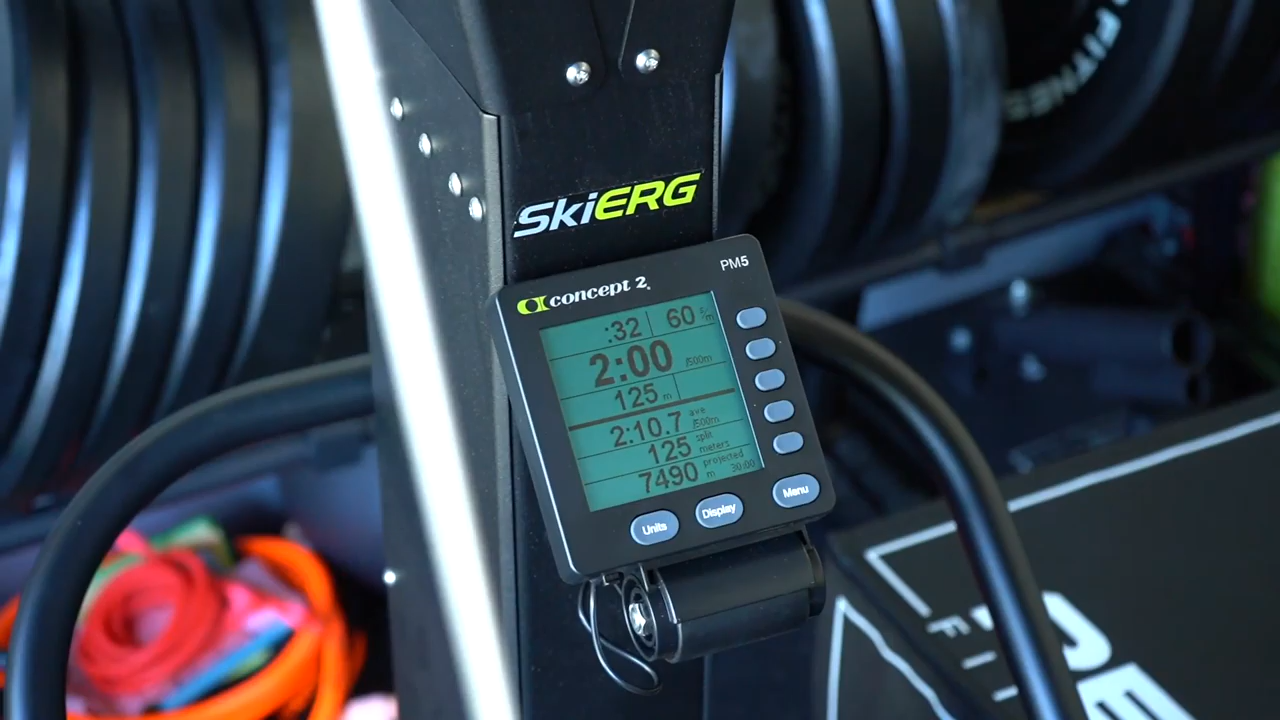 FITNESS
SkiERG
PM5
concept 2
:32 60 s/m
2:00 /500m
125 m
2:10.7 ave /500m
125 split meters
7490 m projected 30:00
Units Display Menu